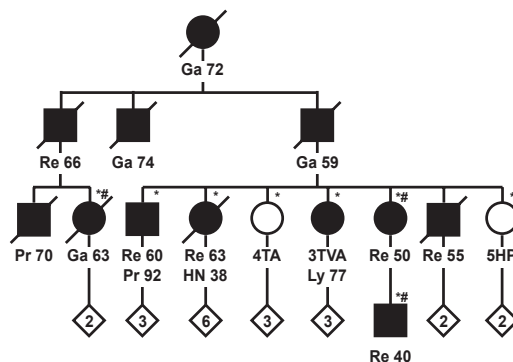 Ga 72
Re 66
Ga 74
Ga 59
*#
*
*
*
*
*#
*
Pr 70
Ga 63
Re 60
Pr 92
Re 63
HN 38
4TA
3TVA
Ly 77
Re 50
Re 55
5HP
2
3
6
3
3
*#
2
2
Re 40